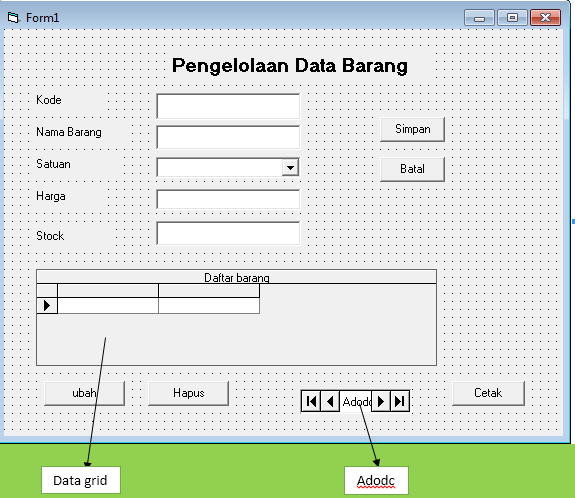 Form1
Pengelolaan Data Barang
Kode
Nama Barang
Simpan
Satuan
Batal
Harga
Stock
Daftar barang
ubah
Hapus
Adodc
Cetak
Data grid
Adodc